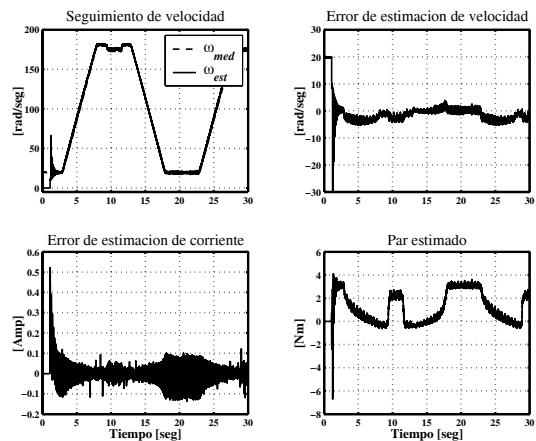 Seguimiento de velocidad
200
150
100
50
0
[rad/seg]
ω_med
ω_est
0 5 10 15 20 25 30
Error de estimacion de velocidad
30
20
10
0
−10
−20
−30
[rad/seg]
0 5 10 15 20 25 30
Error de estimacion de corriente
0.6
0.5
0.4
0.3
0.2
0.1
0
−0.1
−0.2
[Amp]
0 5 10 15 20 25 30
Tiempo [seg]
Par estimado
6
4
2
0
−2
−4
−6
−8
[Nm]
0 5 10 15 20 25 30
Tiempo [seg]